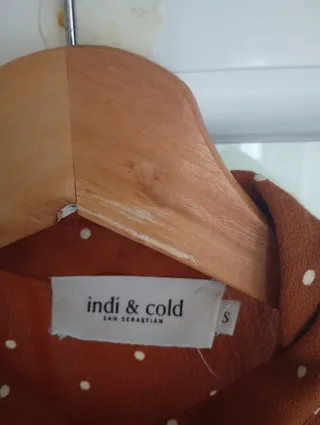 indi & cold
SAN SEBASTIÁN
S